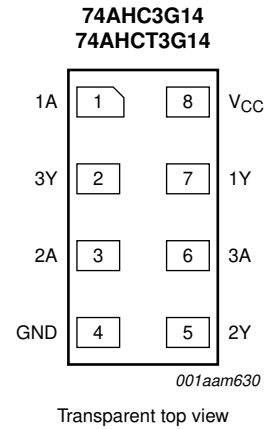 74AHC3G14
74AHCT3G14
1A 1 8 VCC
3Y 2 7 1Y
2A 3 6 3A
GND 4 5 2Y
001aam630
Transparent top view